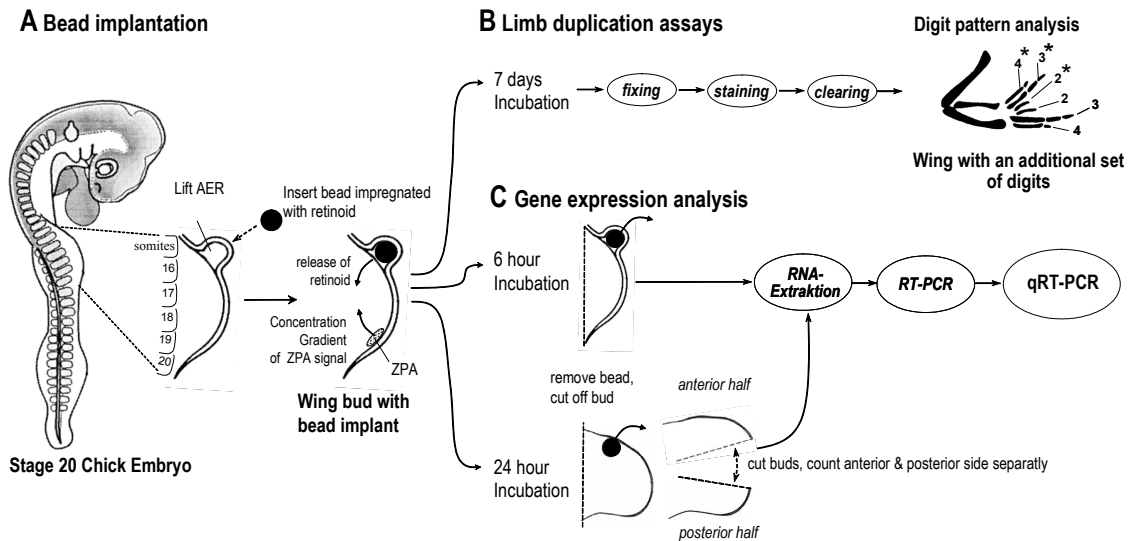 A Bead implantation
Lift AER
Insert bead impregnated
with retinoid
somites
16
17
18
19
20
release of
retinoid
Concentration
Gradient
of ZPA signal
ZPA
Wing bud with
bead implant
Stage 20 Chick Embryo
B Limb duplication assays
7 days
Incubation
fixing
staining
clearing
Digit pattern analysis
4*
3*
2*
2
3
4
Wing with an additional set
of digits
C Gene expression analysis
6 hour
Incubation
RNA-
Extraktion
RT-PCR
qRT-PCR
remove bead,
cut off bud
anterior half
24 hour
Incubation
cut buds, count anterior & posterior side separatly
posterior half